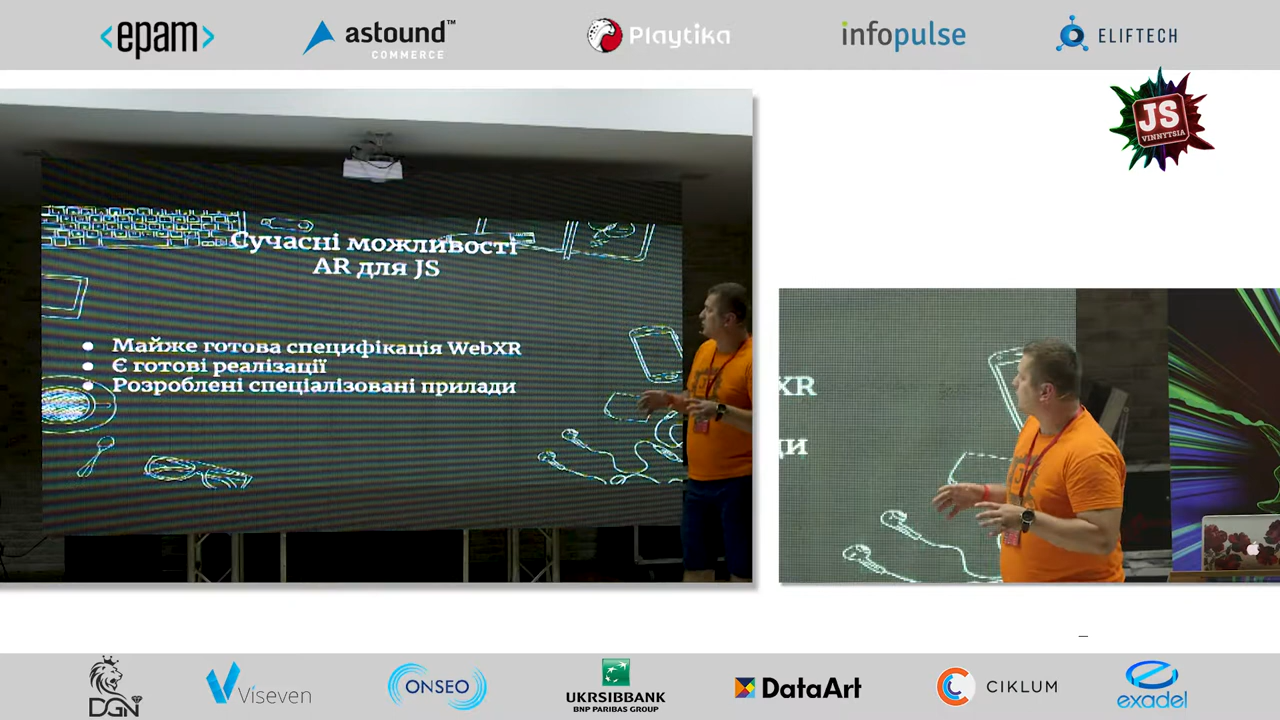 <epam>
astound™
COMMERCE
Playtika
infopulse
ELIFTECH
JS
VINNYTSIA
Сучасні можливості
AR для JS
● Майже готова специфікація WebXR
● Є готові реалізації
● Розроблені спеціалізовані прилади
XR
ди
DGN
Viseven
ONSEO
UKRSIBBANK
BNP PARIBAS GROUP
DataArt
CIKLUM
exadel